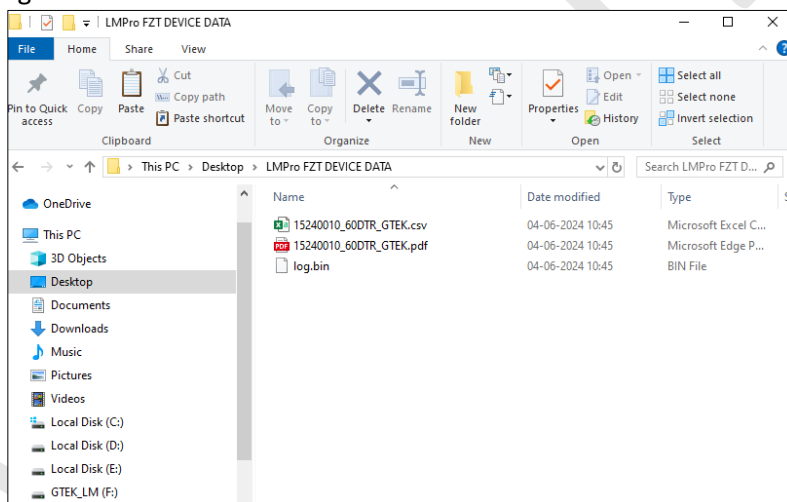 LMPro FZT DEVICE DATA
File Home Share View
Pin to Quick access
Copy
Paste
Cut
Copy path
Paste shortcut
Clipboard
Move to
Copy to
Delete
Rename
Organize
New folder
New
Properties
Open
Edit
History
Open
Select all
Select none
Invert selection
Select
This PC > Desktop > LMPro FZT DEVICE DATA
Search LMPro FZT D...
Name Date modified Type
15240010_60DTR_GTEK.csv 04-06-2024 10:45 Microsoft Excel C...
15240010_60DTR_GTEK.pdf 04-06-2024 10:45 Microsoft Edge P...
log.bin 04-06-2024 10:45 BIN File
OneDrive
This PC
3D Objects
Desktop
Documents
Downloads
Music
Pictures
Videos
Local Disk (C:)
Local Disk (D:)
Local Disk (E:)
GTEK_LM (F:)